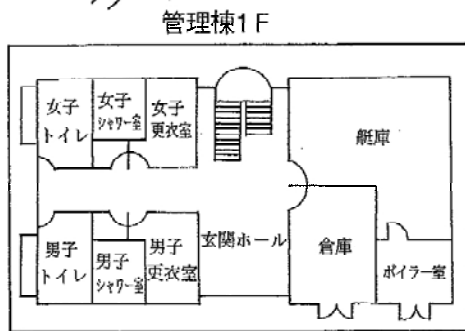 管理棟1F
女子
トイレ
女子
シャワー室
女子
更衣室
艇庫
玄関ホール
倉庫
ボイラー室
男子
トイレ
男子
シャワー室
男子
更衣室